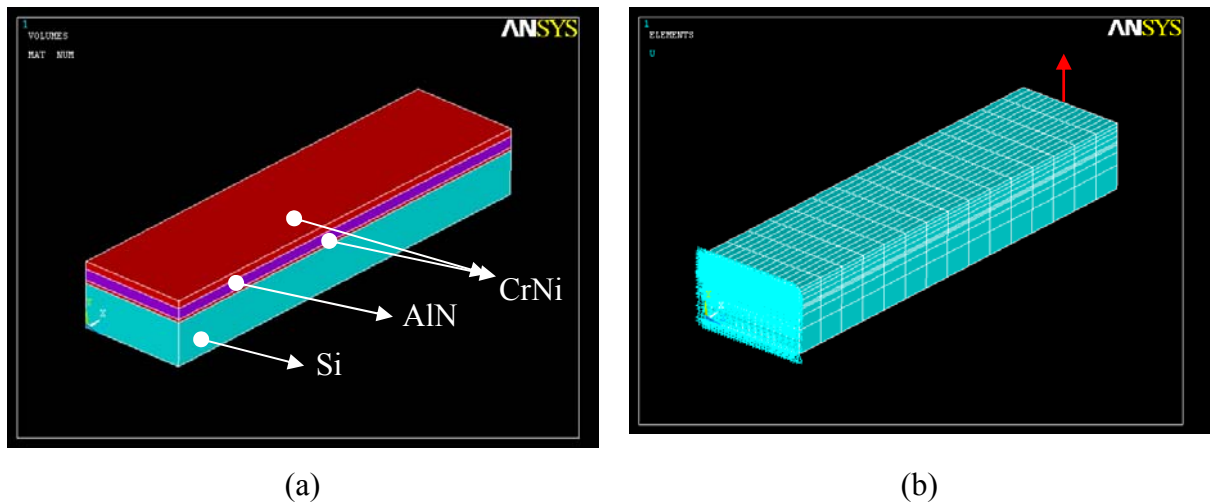 1
VOLUMES
MAT NUM
ANSYS
CrNi
AlN
Si
X
(a)
1
ELEMENTS
U
ANSYS
X
(b)